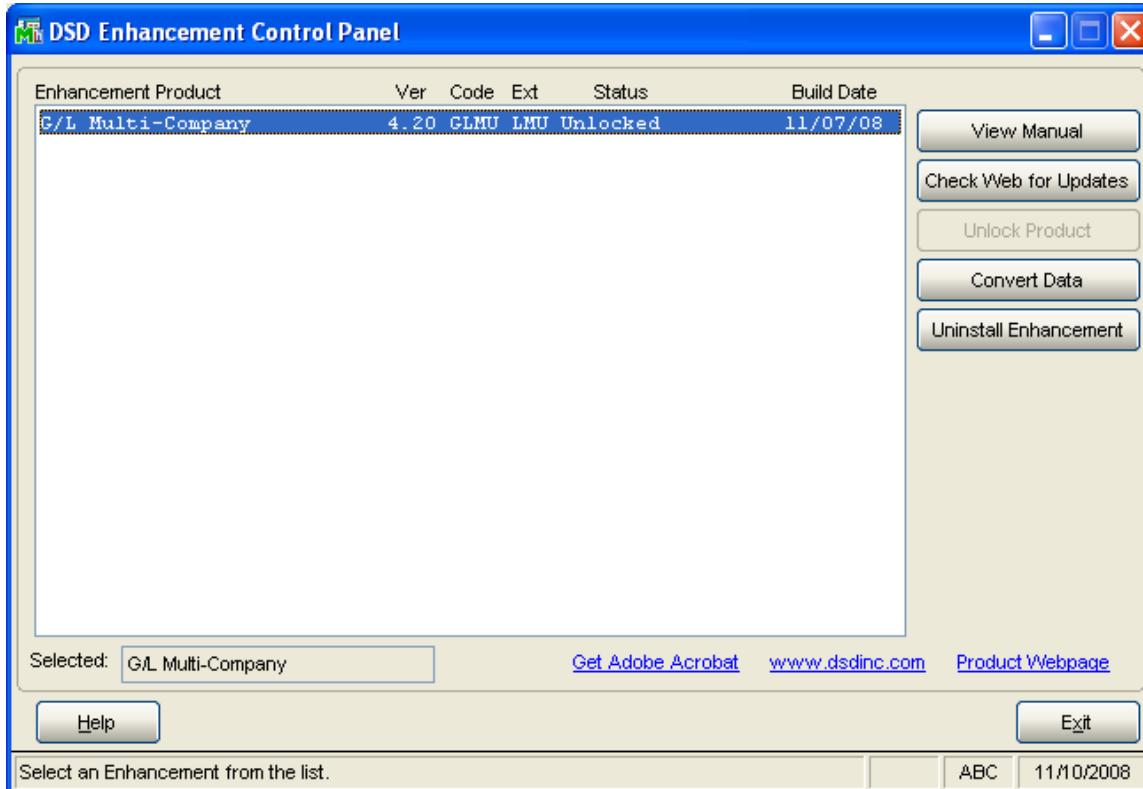 DSD Enhancement Control Panel
Enhancement Product Ver Code Ext Status Build Date
G/L Multi-Company 4.20 GLMU LMU Unlocked 11/07/08
View Manual
Check Web for Updates
Unlock Product
Convert Data
Uninstall Enhancement
Selected: G/L Multi-Company Get Adobe Acrobat www.dsdinc.com Product Webpage
Help Exit
Select an Enhancement from the list. ABC 11/10/2008